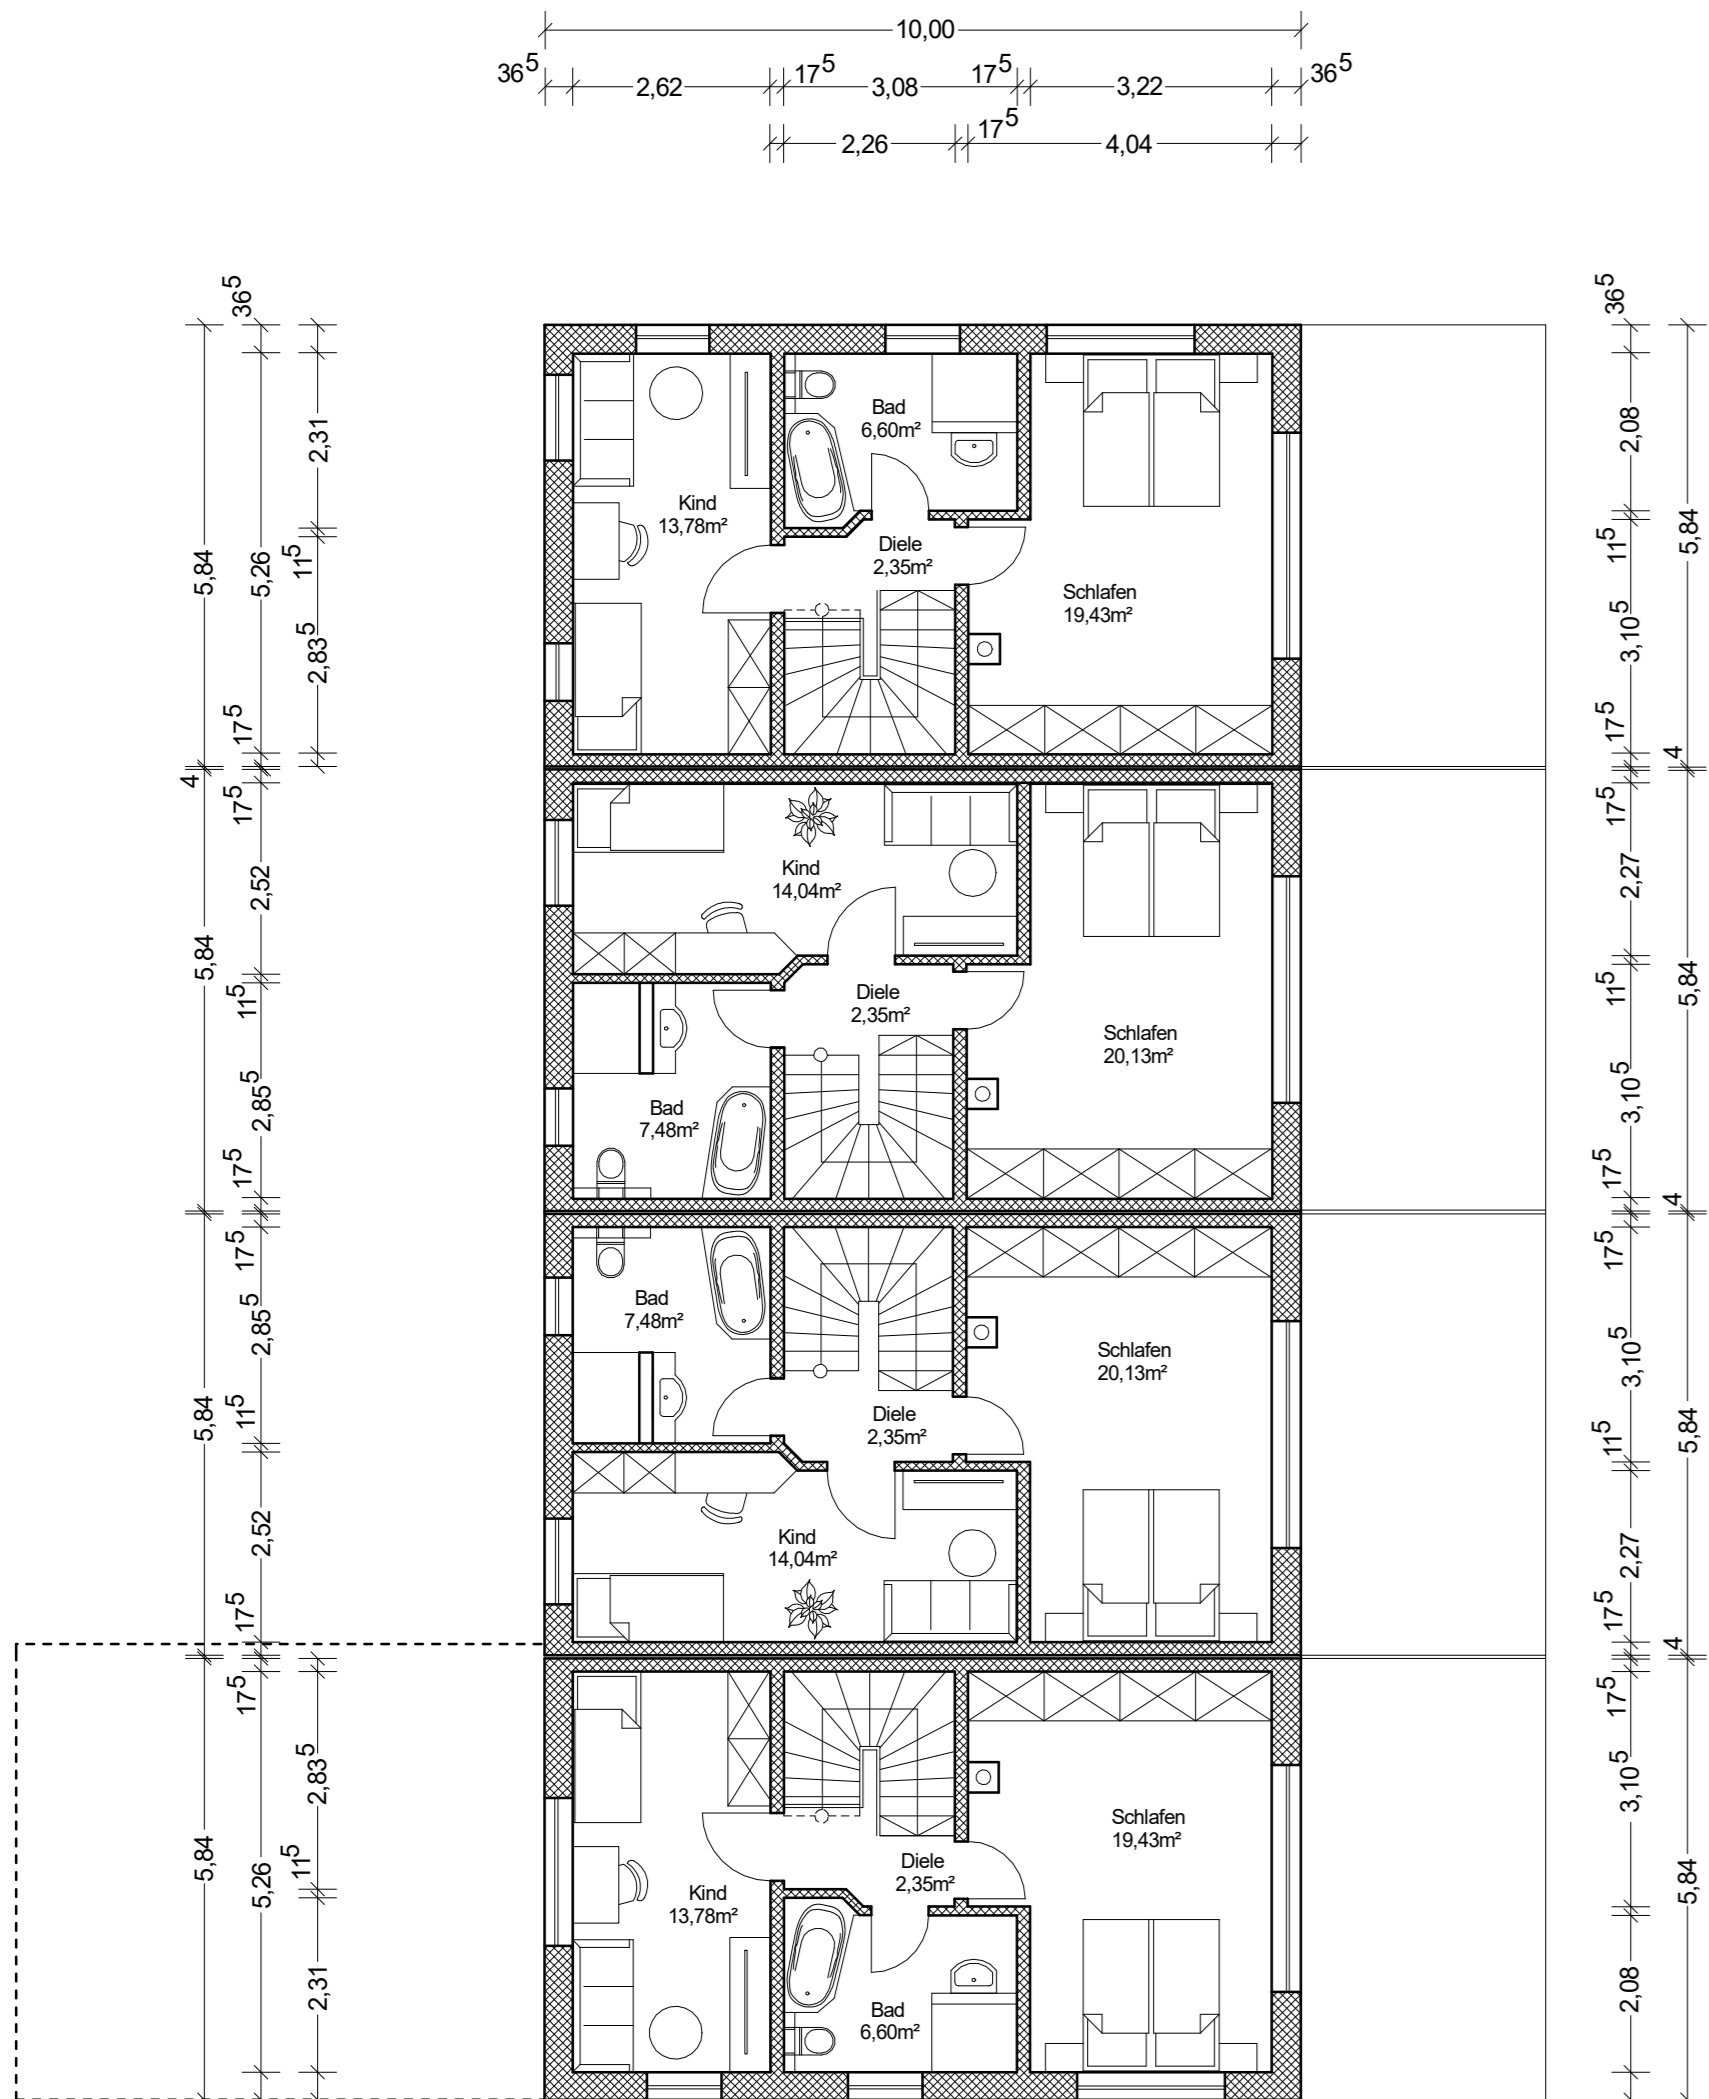 10,00
36⁵ 2,62 17⁵ 3,08 17⁵ 3,22 36⁵
2,26 17⁵ 4,04
36⁵
5,84
5,26
2,31
11⁵
2,83⁵
17⁵
4
17⁵
2,52
5,84
11⁵
2,85⁵
17⁵
17⁵
2,85⁵
5,84
11⁵
2,52
17⁵
17⁵
2,83⁵
5,84
5,26
11⁵
2,31
Bad
6,60m²
Kind
13,78m²
Diele
2,35m²
Schlafen
19,43m²
Kind
14,04m²
Diele
2,35m²
Schlafen
20,13m²
Bad
7,48m²
Bad
7,48m²
Schlafen
20,13m²
Diele
2,35m²
Kind
14,04m²
Schlafen
19,43m²
Diele
2,35m²
Kind
13,78m²
Bad
6,60m²
36⁵
2,08
5,84
11⁵
3,10⁵
17⁵
4
17⁵
2,27
11⁵
5,84
3,10⁵
17⁵
4
17⁵
3,10⁵
5,84
11⁵
2,27
17⁵
4
17⁵
3,10⁵
5,84
11⁵
2,08